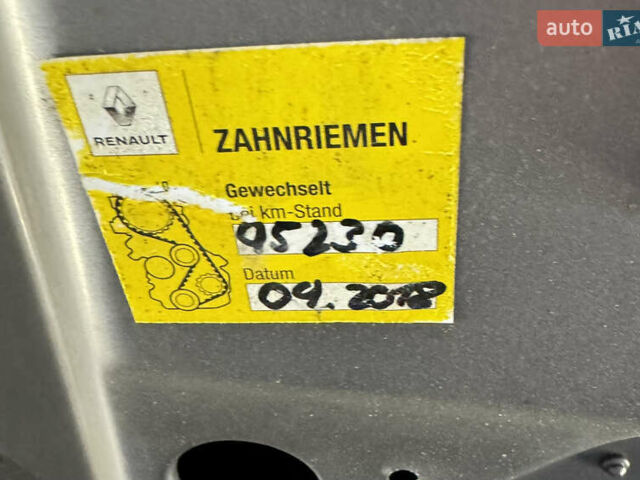 auto RIA
RENAULT
ZAHNRIEMEN
Gewechselt
bei km-Stand
95230
Datum
04.2018